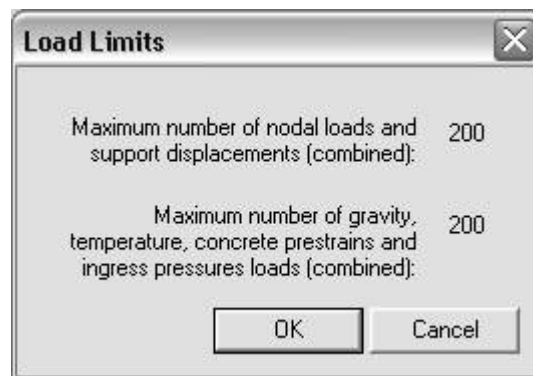 Load Limits
Maximum number of nodal loads and
support displacements (combined):
200
Maximum number of gravity,
temperature, concrete prestrains and
ingress pressures loads (combined):
200
OK
Cancel